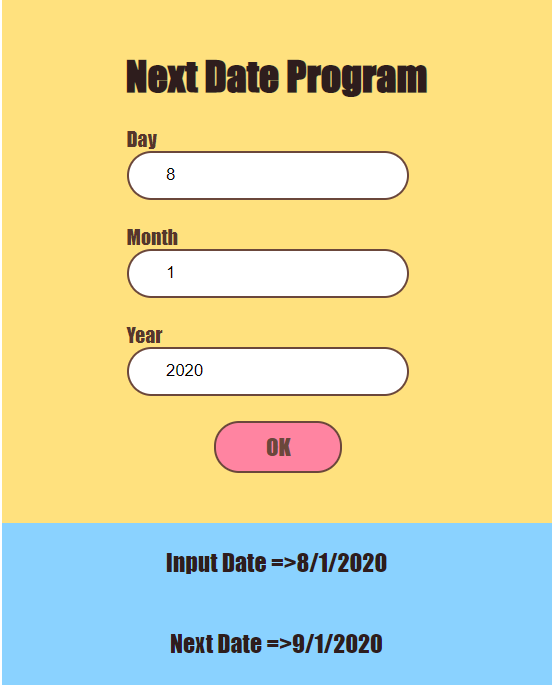 Next Date Program
Day
8
Month
1
Year
2020
OK
Input Date =>8/1/2020
Next Date =>9/1/2020